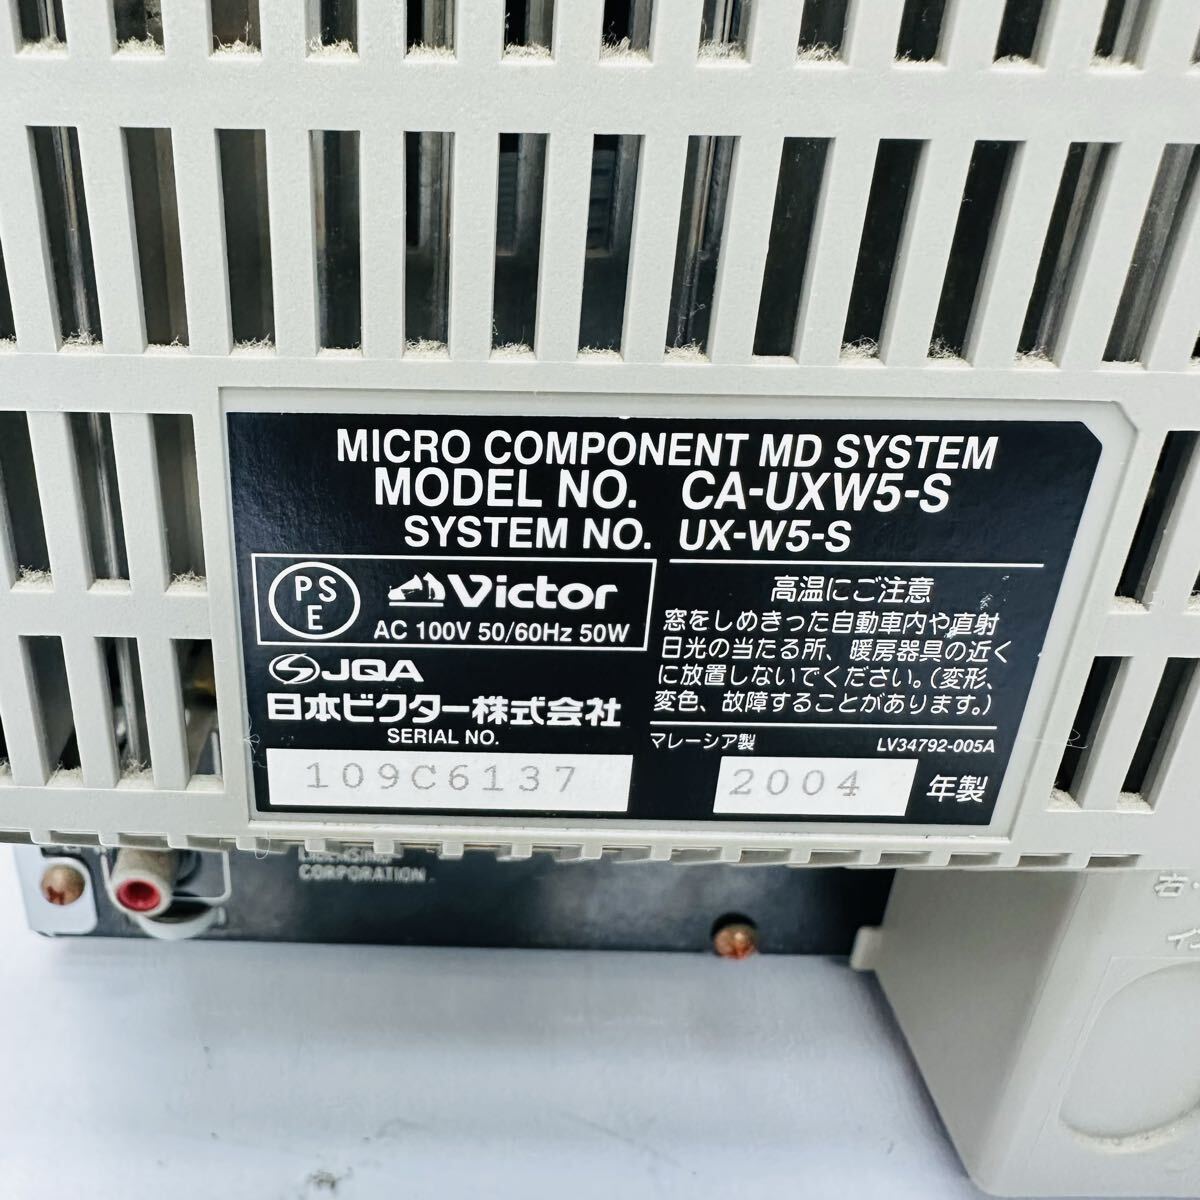 MICRO COMPONENT MD SYSTEM
MODEL NO. CA-UXW5-S
SYSTEM NO. UX-W5-S
PS
E
Victor
AC 100V 50/60Hz 50W
JQA
日本ビクター株式会社
SERIAL NO.
109C6137
高温にご注意
窓をしめきった自動車内や直射
日光の当たる所、暖房器具の近く
に放置しないでください。(変形、
変色、故障することがあります。)
マレーシア製 LV34792-005A
2004 年製
CORPORATION